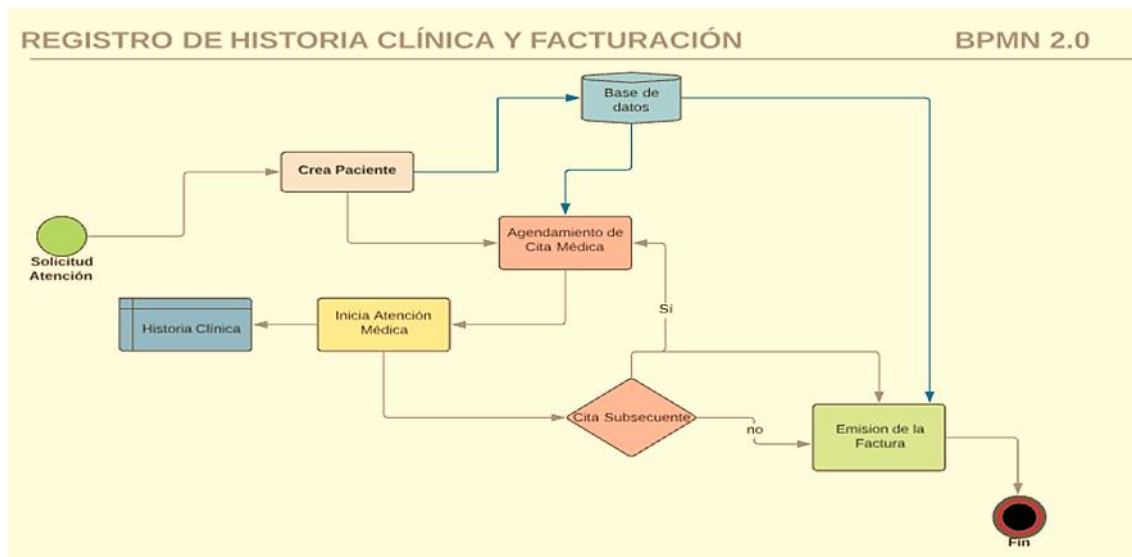 REGISTRO DE HISTORIA CLÍNICA Y FACTURACIÓN
BPMN 2.0
Base de
datos
Crea Paciente
Agendamiento de
Cita Médica
Solicitud
Atención
Historia Clínica
Inicia Atención
Médica
Sí
Cita Subsecuente
no
Emision de la
Factura
Fin